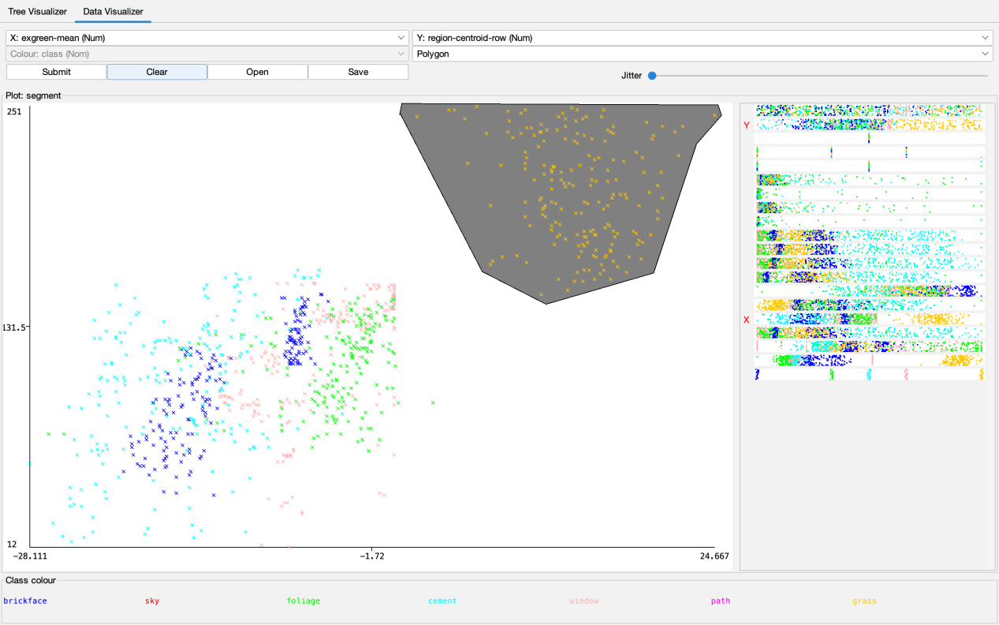 Tree Visualizer Data Visualizer
X: exgreen-mean (Num) Y: region-centroid-row (Num)
Colour: class (Nom) Polygon
Submit Clear Open Save Jitter
Plot: segment
251
Y
X
131.5
12
-28.111 -1.72 24.667
Class colour
brickface sky foliage cement window path grass